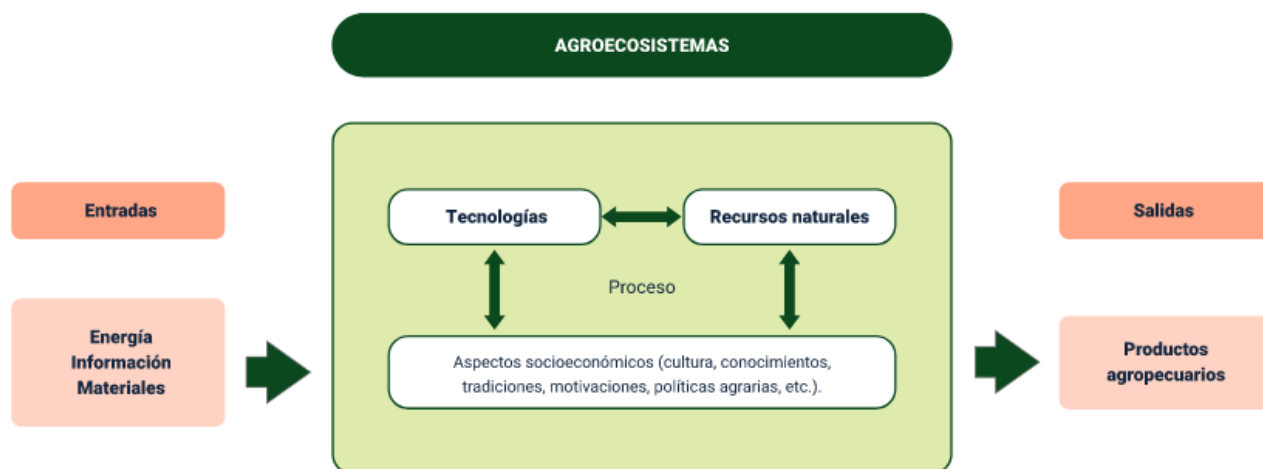 AGROECOSISTEMAS
Entradas
Energía
Información
Materiales
Tecnologías
Recursos naturales
Proceso
Aspectos socioeconómicos (cultura, conocimientos,
tradiciones, motivaciones, políticas agrarias, etc.).
Salidas
Productos
agropecuarios